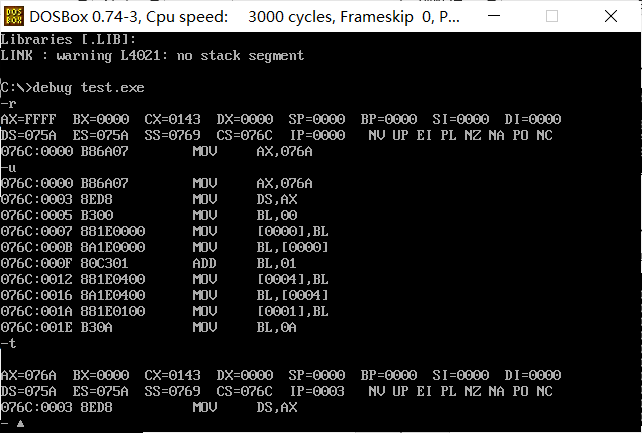 DOSBox 0.74-3, Cpu speed: 3000 cycles, Frameskip 0, P...
Libraries [.LIB]:
LINK : warning L4021: no stack segment
C:\>debug test.exe
-r
AX=FFFF BX=0000 CX=0143 DX=0000 SP=0000 BP=0000 SI=0000 DI=0000
DS=075A ES=075A SS=0769 CS=076C IP=0000 NV UP EI PL NZ NA PO NC
076C:0000 B86A07 MOV AX,076A
-u
076C:0000 B86A07 MOV AX,076A
076C:0003 8ED8 MOV DS,AX
076C:0005 B300 MOV BL,00
076C:0007 881E0000 MOV [0000],BL
076C:000B 8A1E0000 MOV BL,[0000]
076C:000F 80C301 ADD BL,01
076C:0012 881E0400 MOV [0004],BL
076C:0016 8A1E0400 MOV BL,[0004]
076C:001A 881E0100 MOV [0001],BL
076C:001E B30A MOV BL,0A
-t
AX=076A BX=0000 CX=0143 DX=0000 SP=0000 BP=0000 SI=0000 DI=0000
DS=075A ES=075A SS=0769 CS=076C IP=0003 NV UP EI PL NZ NA PO NC
076C:0003 8ED8 MOV DS,AX
-